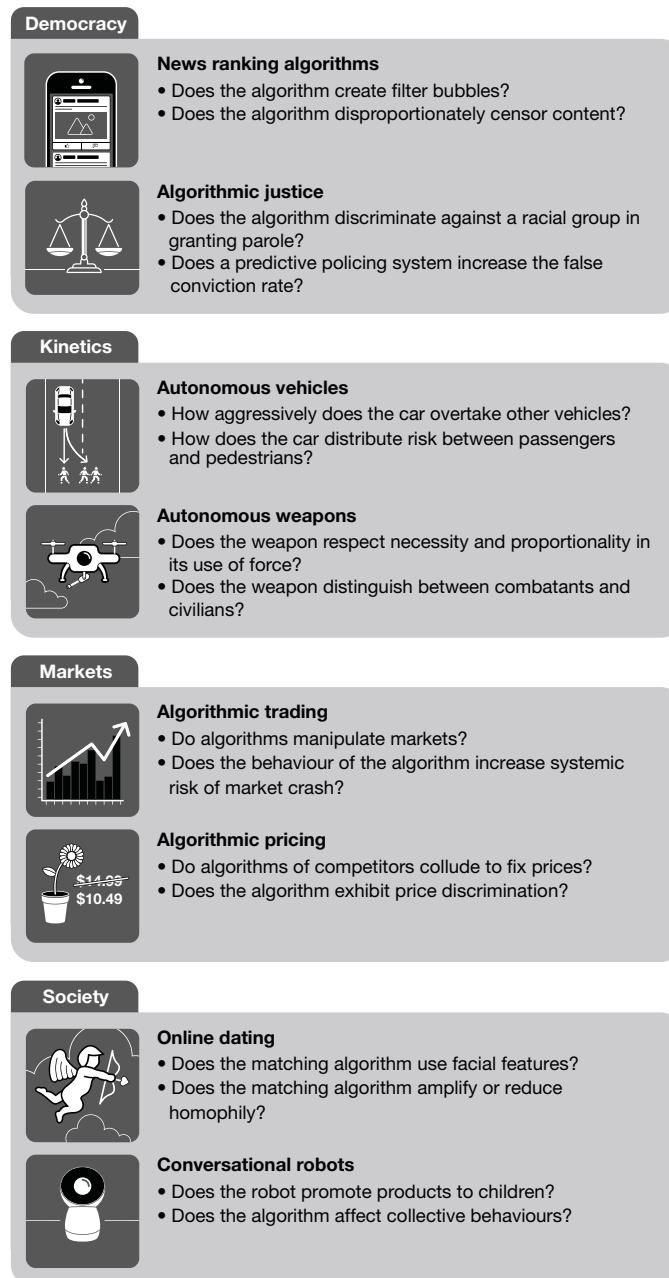 Democracy
News ranking algorithms
• Does the algorithm create filter bubbles?
• Does the algorithm disproportionately censor content?
Algorithmic justice
• Does the algorithm discriminate against a racial group in
granting parole?
• Does a predictive policing system increase the false
conviction rate?
Kinetics
Autonomous vehicles
• How aggressively does the car overtake other vehicles?
• How does the car distribute risk between passengers
and pedestrians?
Autonomous weapons
• Does the weapon respect necessity and proportionality in
its use of force?
• Does the weapon distinguish between combatants and
civilians?
Markets
Algorithmic trading
• Do algorithms manipulate markets?
• Does the behaviour of the algorithm increase systemic
risk of market crash?
Algorithmic pricing
• Do algorithms of competitors collude to fix prices?
• Does the algorithm exhibit price discrimination?
$14.99
$10.49
Society
Online dating
• Does the matching algorithm use facial features?
• Does the matching algorithm amplify or reduce
homophily?
Conversational robots
• Does the robot promote products to children?
• Does the algorithm affect collective behaviours?